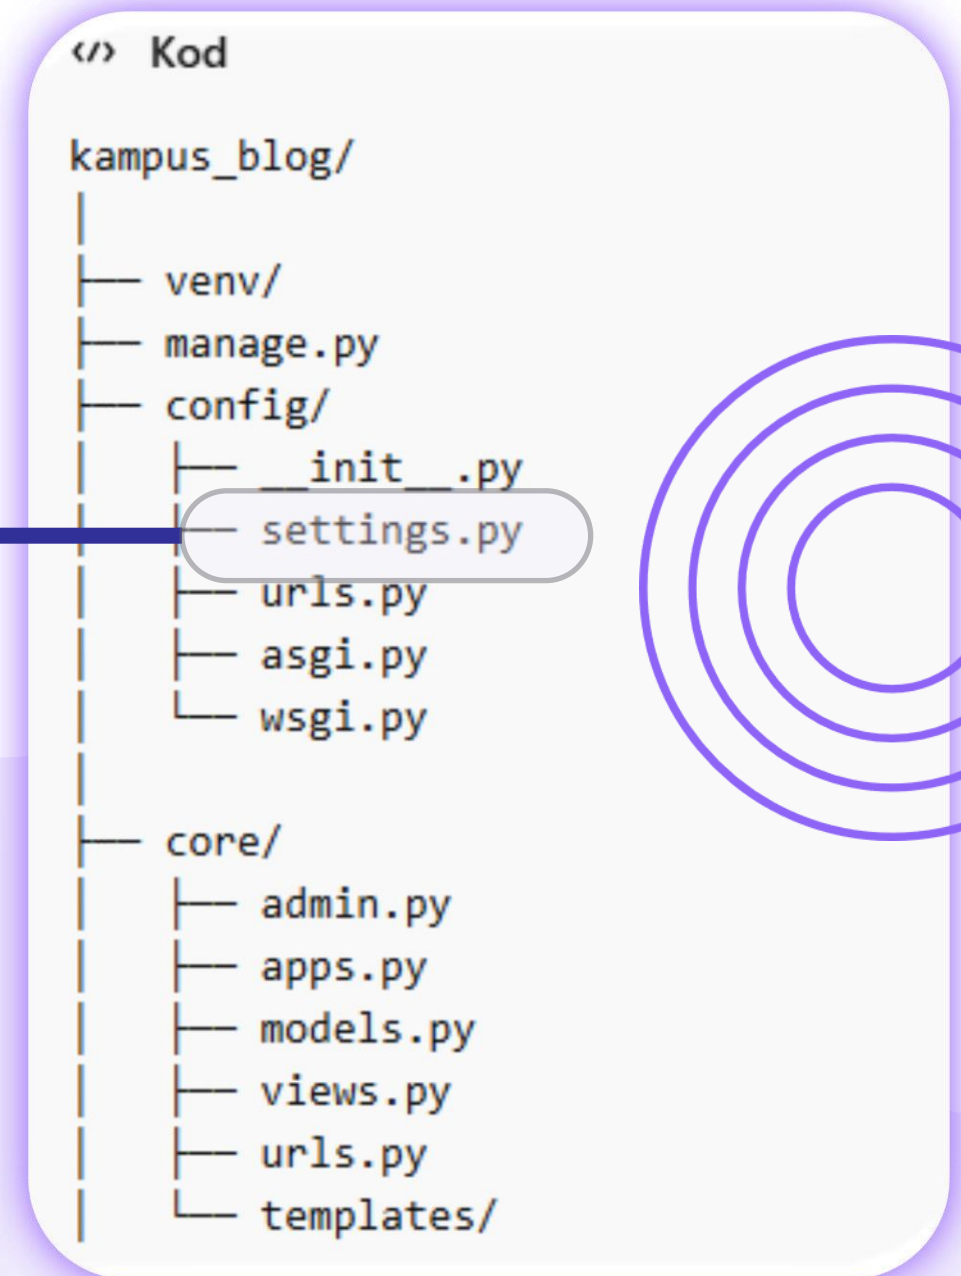 </> Kod
kampus_blog/
│
├── venv/
├── manage.py
├── config/
│   ├── __init__.py
│   ├── settings.py
│   ├── urls.py
│   ├── asgi.py
│   └── wsgi.py
│
├── core/
│   ├── admin.py
│   ├── apps.py
│   ├── models.py
│   ├── views.py
│   ├── urls.py
│   └── templates/